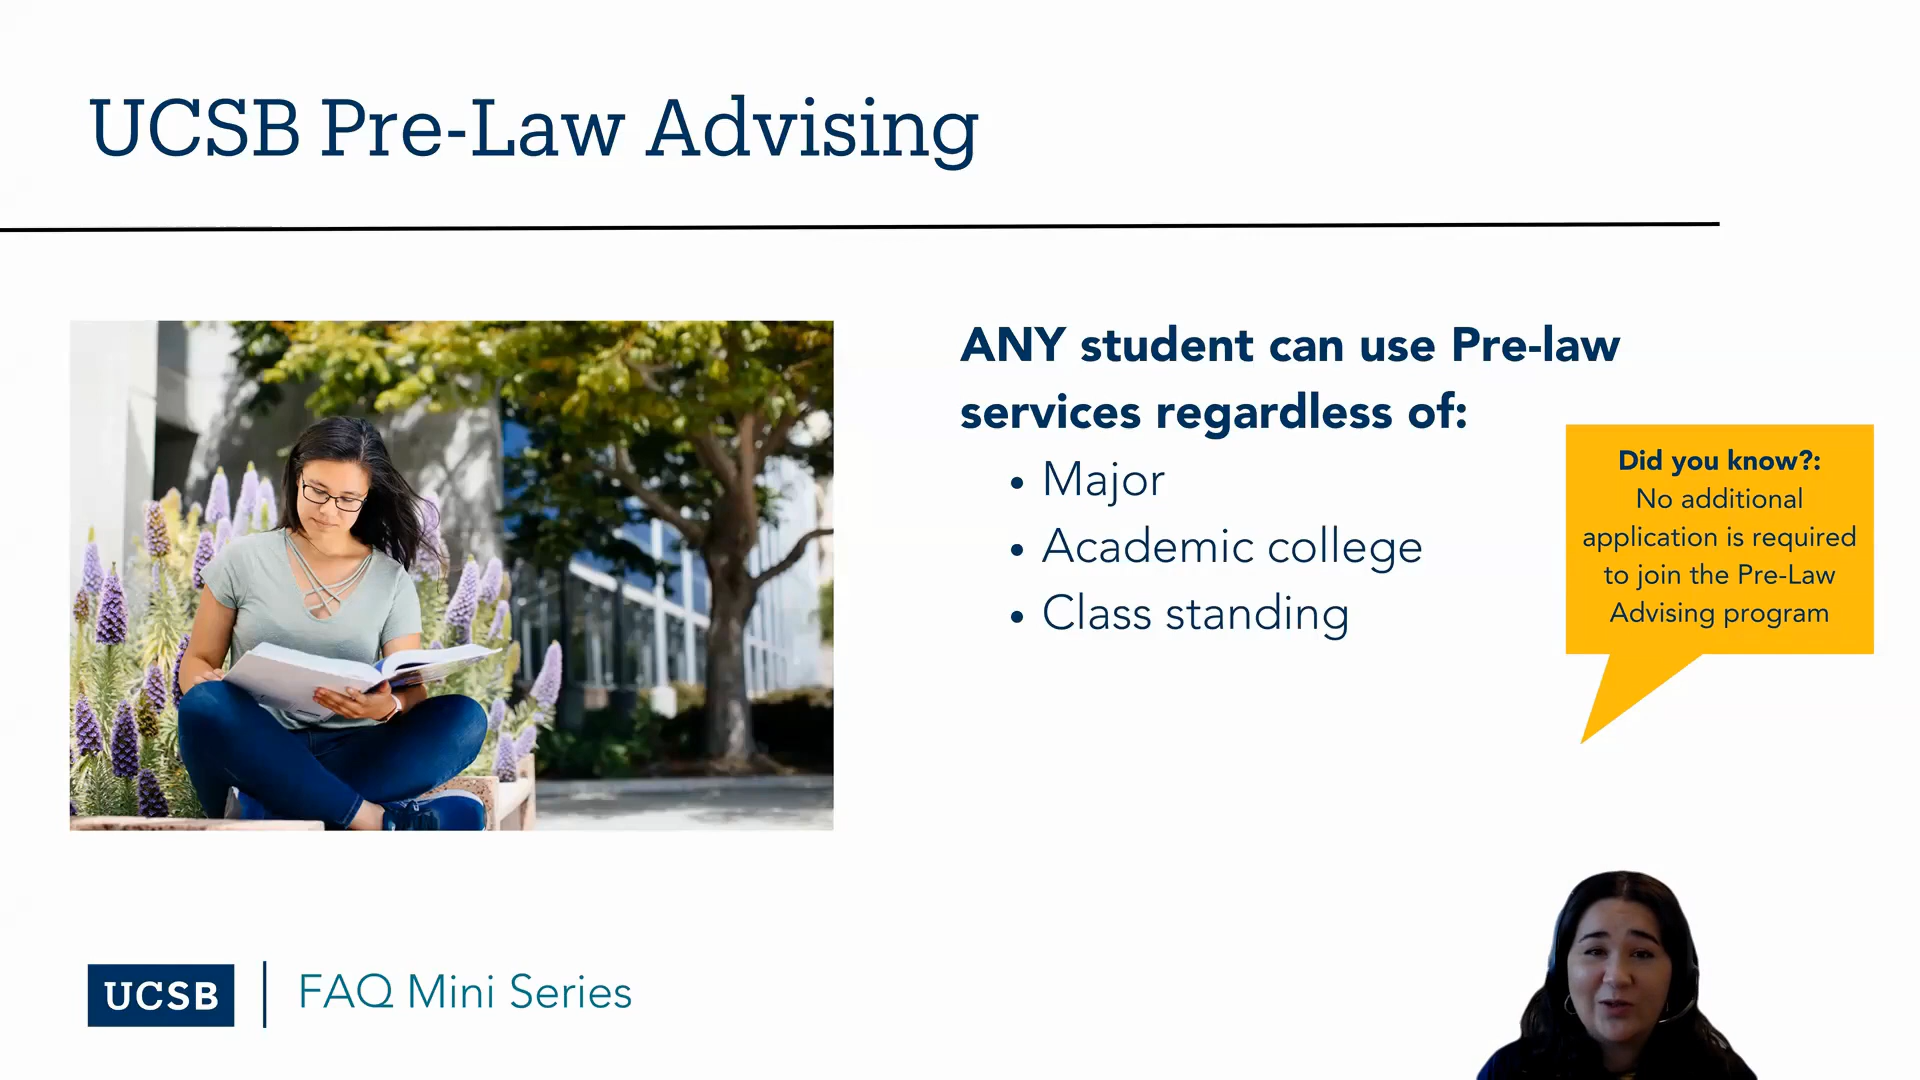 UCSB Pre-Law Advising
ANY student can use Pre-law
services regardless of:
• Major
• Academic college
• Class standing
Did you know?:
No additional
application is required
to join the Pre-Law
Advising program
UCSB | FAQ Mini Series